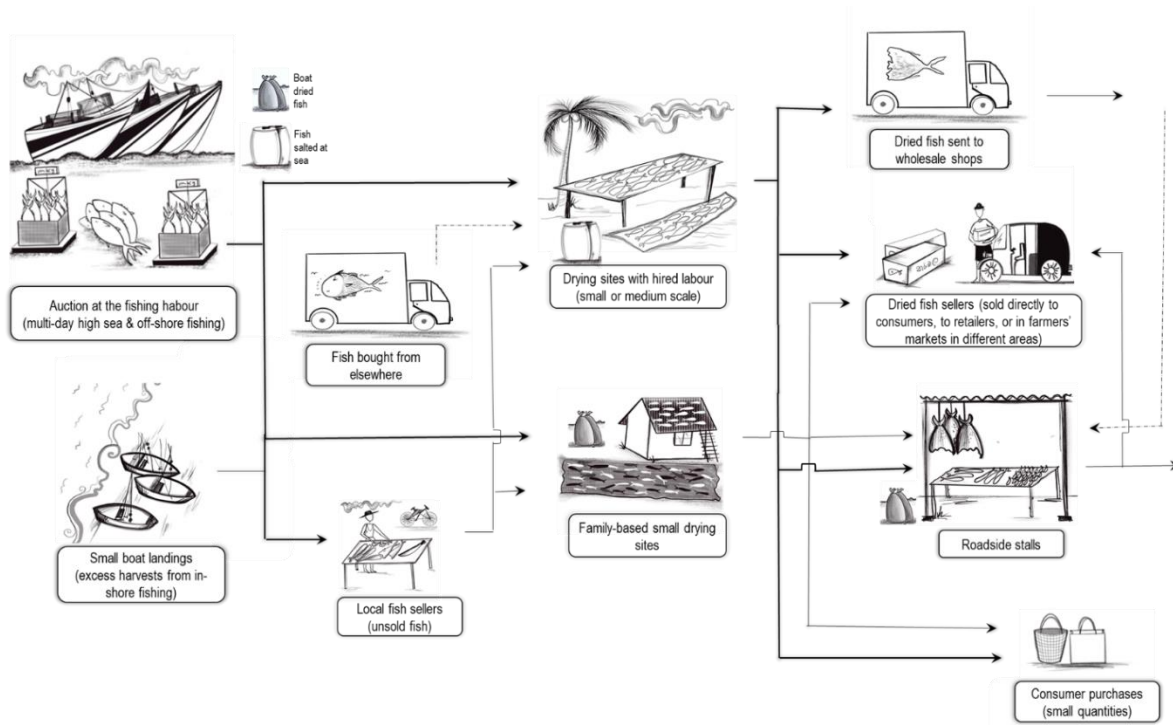 Boat
dried
fish
Fish
salted at
sea
Auction at the fishing habour
(multi-day high sea & off-shore fishing)
Fish bought from
elsewhere
Drying sites with hired labour
(small or medium scale)
Dried fish sent to
wholesale shops
Dried fish sellers (sold directly to
consumers, to retailers, or in farmers'
markets in different areas)
Small boat landings
(excess harvests from in-
shore fishing)
Local fish sellers
(unsold fish)
Family-based small drying
sites
Roadside stalls
Consumer purchases
(small quantities)